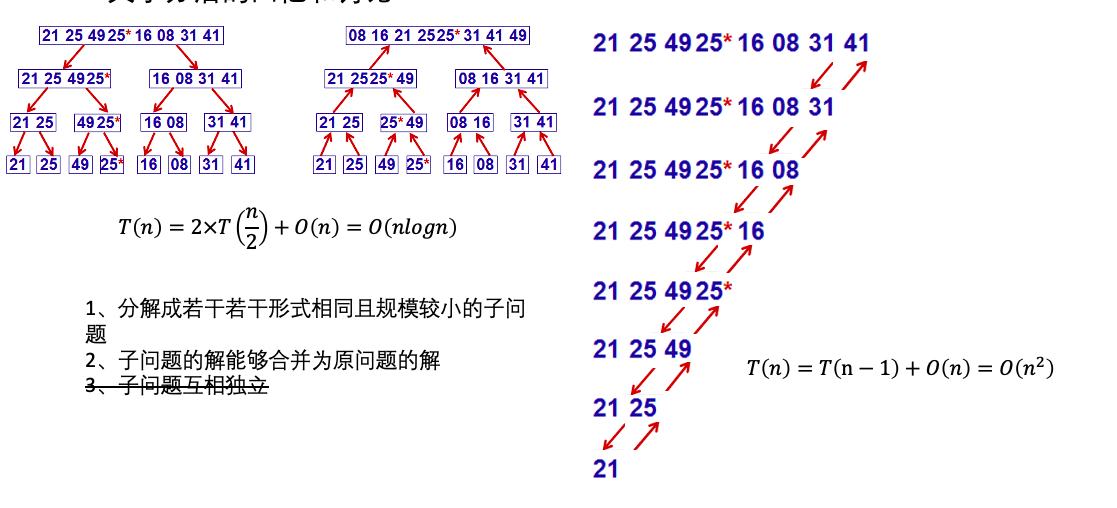 21 25 49 25* 16 08 31 41
21 25 49 25*
16 08 31 41
21 25
49 25*
16 08
31 41
21
25
49
25*
16
08
31
41
08 16 21 25 25* 31 41 49
21 25 25* 49
08 16 31 41
21 25
25* 49
08 16
31 41
21
25
49
25*
16
08
31
41
T(n) = 2×T(n/2) + O(n) = O(nlogn)
1、分解成若干若干形式相同且规模较小的子问
题
2、子问题的解能够合并为原问题的解
3、子问题互相独立
21 25 49 25* 16 08 31 41
21 25 49 25* 16 08 31
21 25 49 25* 16 08
21 25 49 25* 16
21 25 49 25*
21 25 49
21 25
21
T(n) = T(n − 1) + O(n) = O(n²)